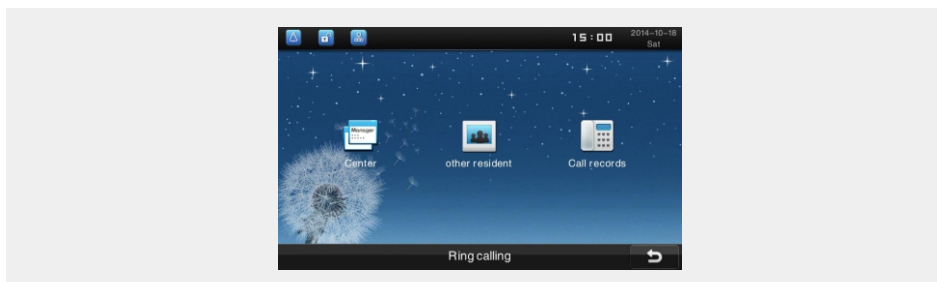 15:00
2014-10-18
Sat
Manager
Center
other resident
Call records
Ring calling